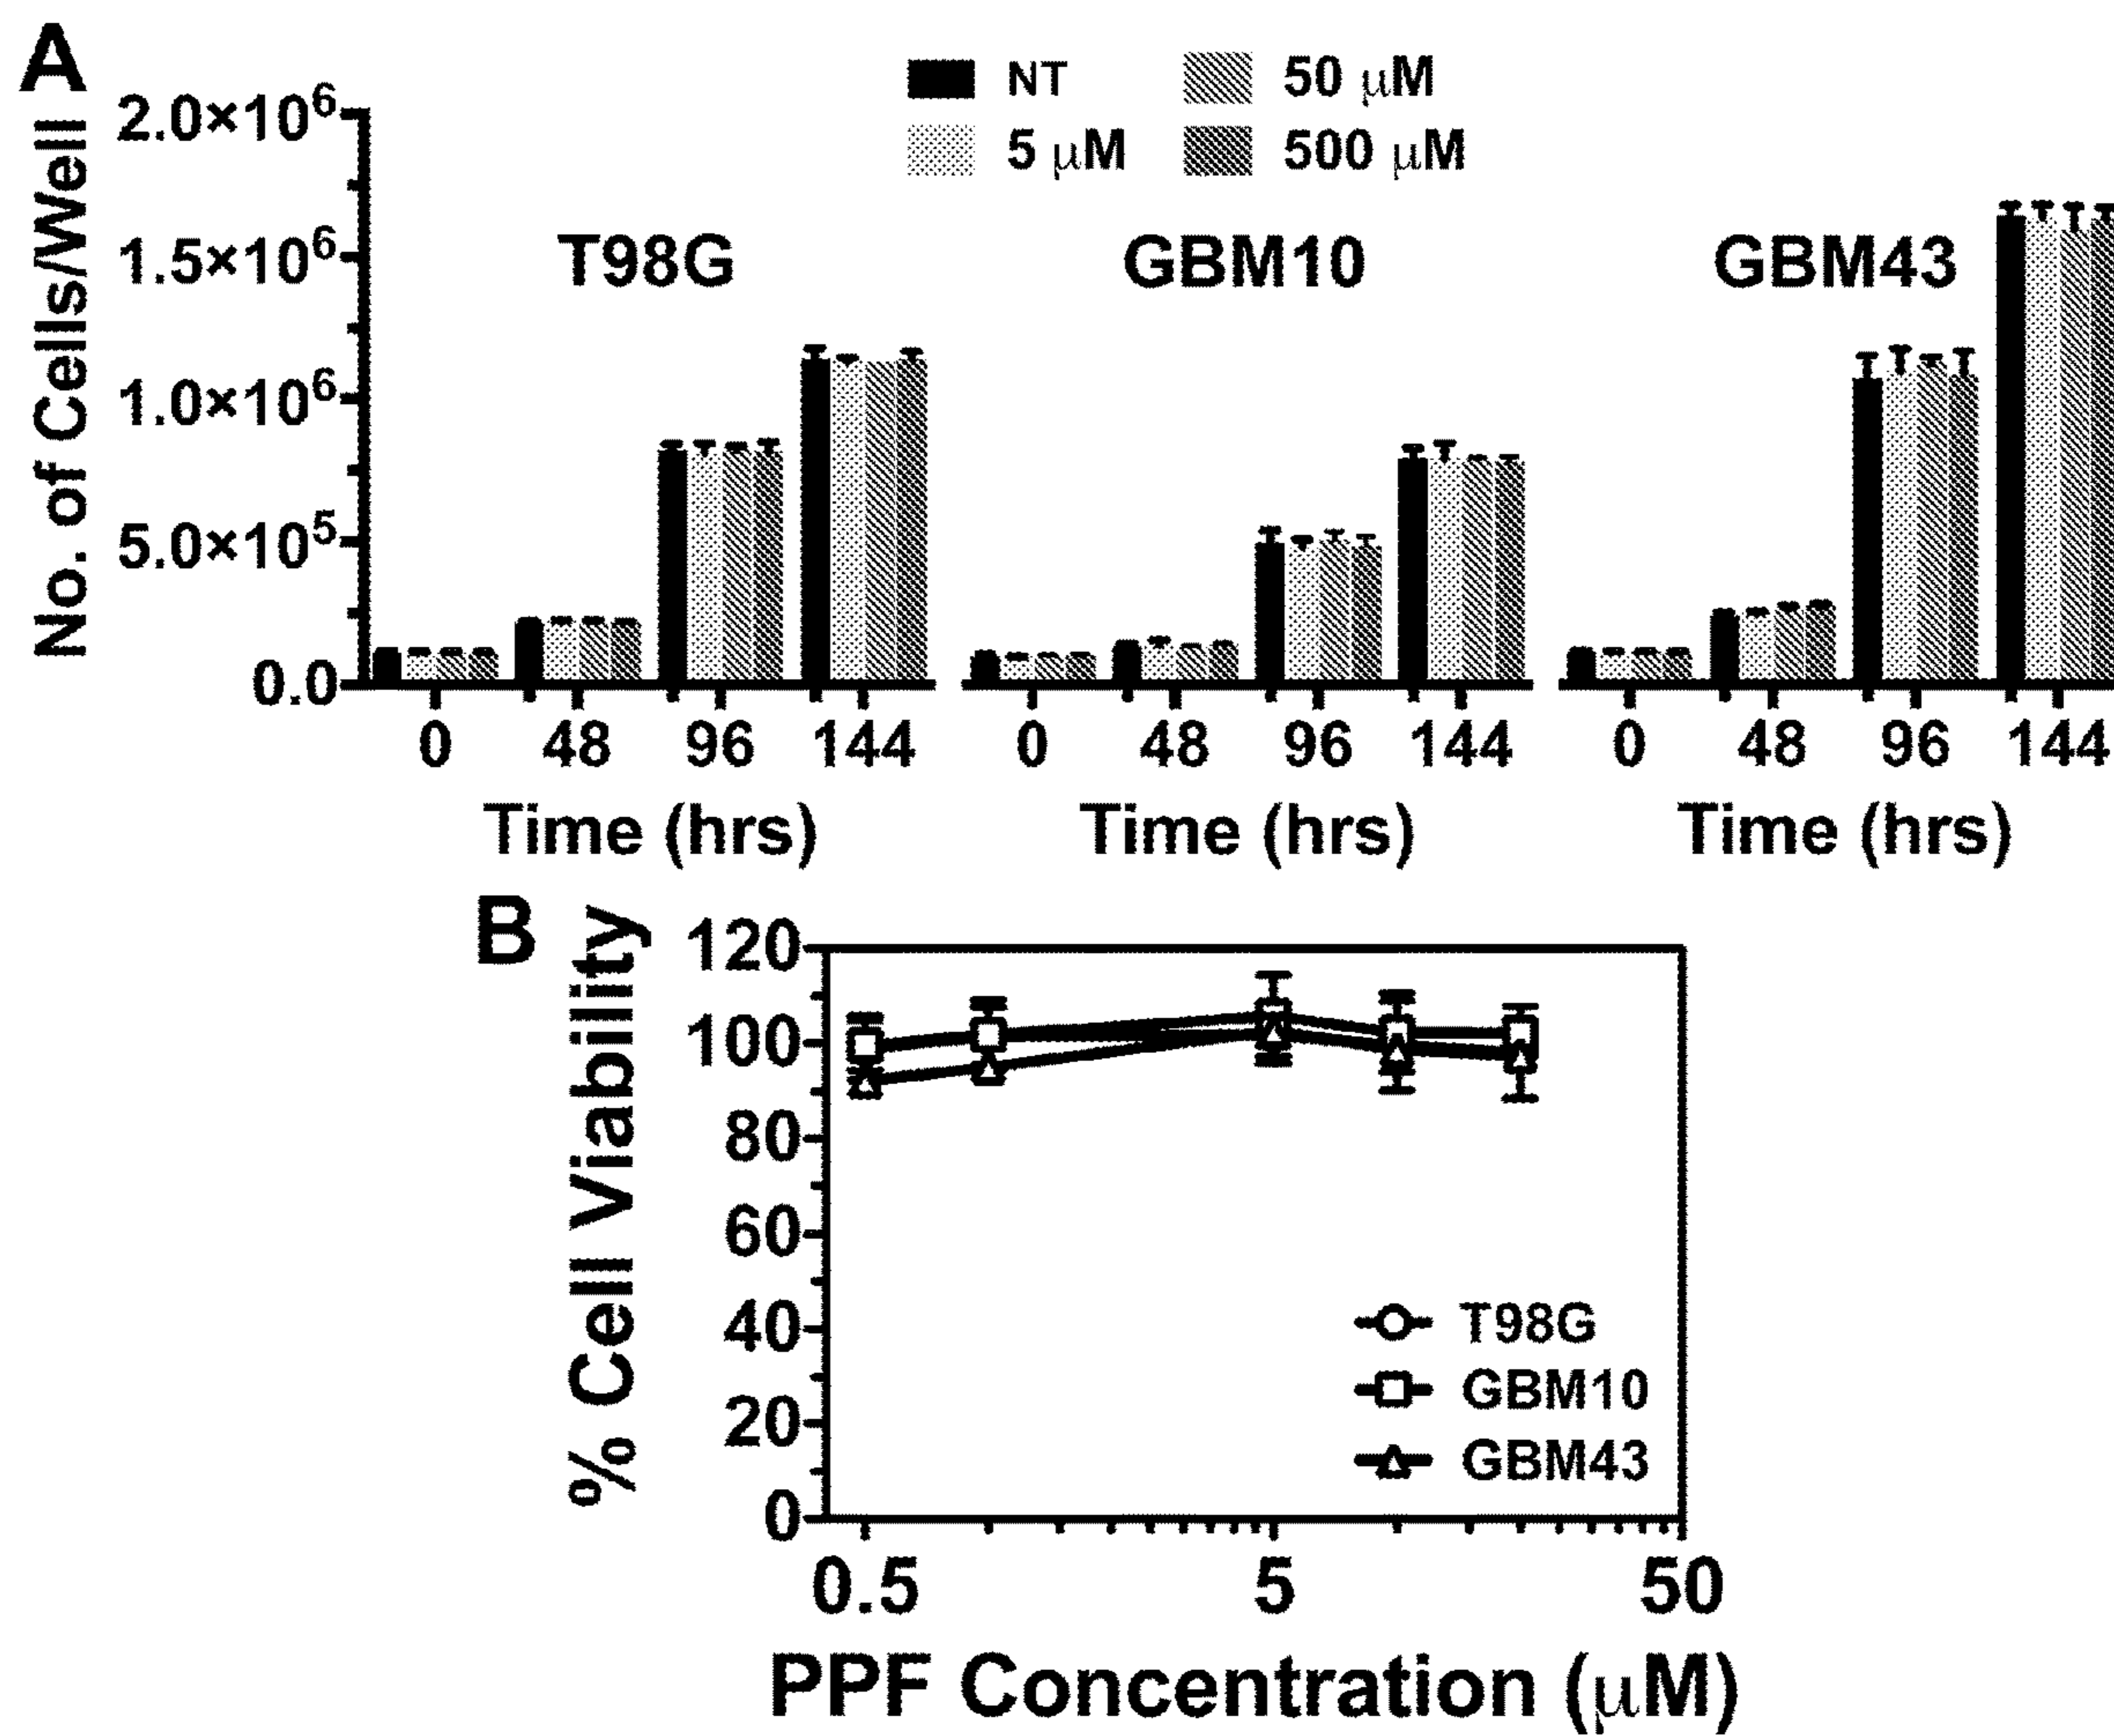 A
No. of Cells/Well
2.0×10⁶
1.5×10⁶
1.0×10⁶
5.0×10⁵
0.0
NT
50 μM
5 μM
500 μM
T98G
GBM10
GBM43
0 48 96 144
0 48 96 144
0 48 96 144
Time (hrs)
Time (hrs)
Time (hrs)
B
% Cell Viability
120
100
80
60
40
20
0
T98G
GBM10
GBM43
0.5 5 50
PPF Concentration (μM)